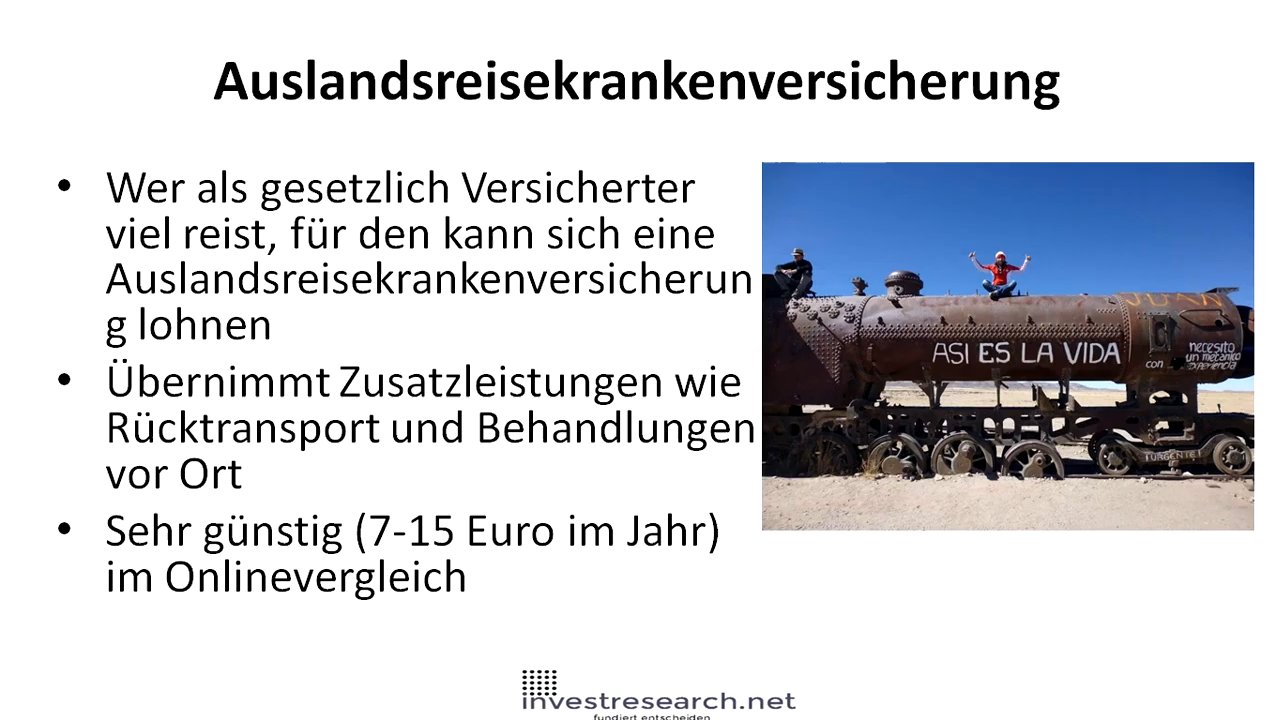 Auslandsreisekrankenversicherung
• Wer als gesetzlich Versicherter
viel reist, für den kann sich eine
Auslandsreisekrankenversicherun
g lohnen
• Übernimmt Zusatzleistungen wie
Rücktransport und Behandlungen
vor Ort
• Sehr günstig (7-15 Euro im Jahr)
im Onlinevergleich
JUAN
ASI ES LA VIDA
necesito
un mecanico
con experiencia
URGENTE!
investresearch.net
fundiert entscheiden